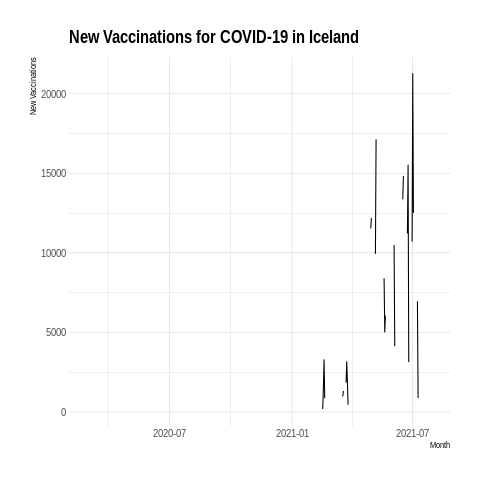 New Vaccinations for COVID-19 in Iceland
New Vaccinations
20000
15000
10000
5000
0
2020-07
2021-01
2021-07
Month